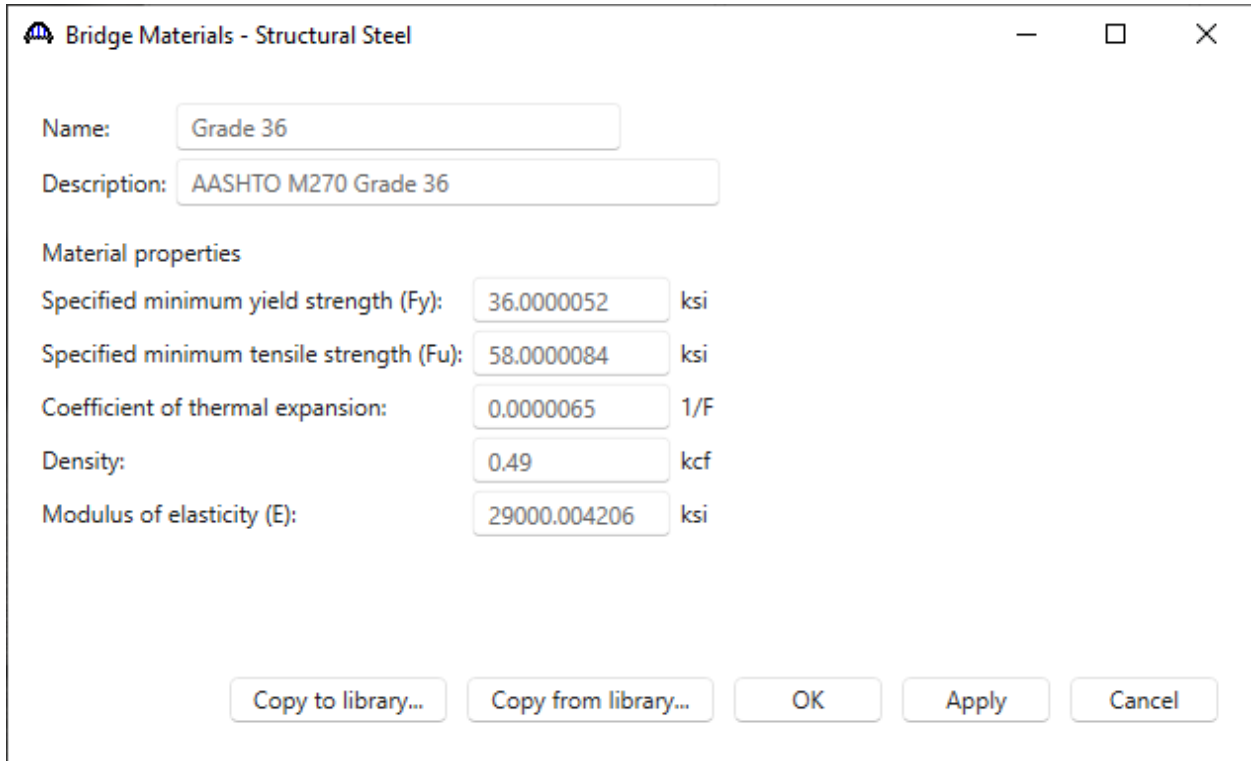 Bridge Materials - Structural Steel
Name: Grade 36
Description: AASHTO M270 Grade 36
Material properties
Specified minimum yield strength (Fy): 36.0000052 ksi
Specified minimum tensile strength (Fu): 58.0000084 ksi
Coefficient of thermal expansion: 0.0000065 1/F
Density: 0.49 kcf
Modulus of elasticity (E): 29000.004206 ksi
Copy to library... Copy from library... OK Apply Cancel